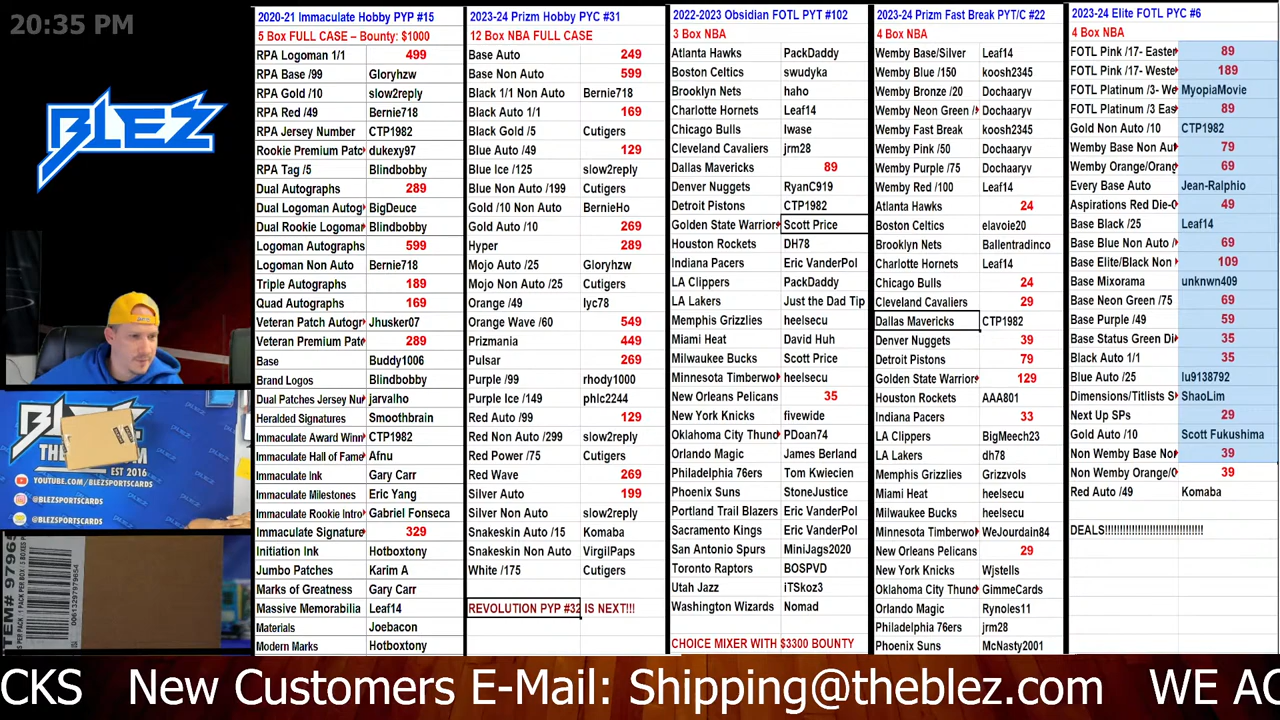 20:35 PM
BLEZ
BLEZ
THE
EST 2016
YOUTUBE.COM/BLEZSPORTSCARDS
@BLEZSPORTSCARDS
@BLEZSPORTSCARDS
2020-21 Immaculate Hobby PYP #15
5 Box FULL CASE – Bounty: $1000
RPA Logoman 1/1 499
RPA Base /99 Gloryhzw
RPA Gold /10 slow2reply
RPA Red /49 Bernie718
RPA Jersey Number CTP1982
Rookie Premium Patc dukexy97
RPA Tag /5 Blindbobby
Dual Autographs 289
Dual Logoman Autog BigDeuce
Dual Rookie Logoma Blindbobby
Logoman Autographs 599
Logoman Non Auto Bernie718
Triple Autographs 189
Quad Autographs 169
Veteran Patch Autogr Jhusker07
Veteran Premium Pat 289
Base Buddy1006
Brand Logos Blindbobby
Dual Patches Jersey Nu jarvalho
Heralded Signatures Smoothbrain
Immaculate Award Winn CTP1982
Immaculate Hall of Fame Afnu
Immaculate Ink Gary Carr
Immaculate Milestones Eric Yang
Immaculate Rookie Intro Gabriel Fonseca
Immaculate Signature 329
Initiation Ink Hotboxtony
Jumbo Patches Karim A
Marks of Greatness Gary Carr
Massive Memorabilia Leaf14
Materials Joebacon
Modern Marks Hotboxtony
2023-24 Prizm Hobby PYC #31
12 Box NBA FULL CASE
Base Auto 249
Base Non Auto 599
Black 1/1 Non Auto Bernie718
Black Auto 1/1 169
Black Gold /5 Cutigers
Blue Auto /49 129
Blue Ice /125 slow2reply
Blue Non Auto /199 Cutigers
Gold /10 Non Auto BernieHo
Gold Auto /10 269
Hyper 289
Mojo Auto /25 Gloryhzw
Mojo Non Auto /25 Cutigers
Orange /49 lyc78
Orange Wave /60 549
Prizmania 449
Pulsar 269
Purple /99 rhody1000
Purple Ice /149 phlc2244
Red Auto /99 129
Red Non Auto /299 slow2reply
Red Power /75 Cutigers
Red Wave 269
Silver Auto 199
Silver Non Auto slow2reply
Snakeskin Auto /15 Komaba
Snakeskin Non Auto VirgilPaps
White /175 Cutigers
REVOLUTION PYP #32 IS NEXT!!!
2022-2023 Obsidian FOTL PYT #102
3 Box NBA
Atlanta Hawks PackDaddy
Boston Celtics swudyka
Brooklyn Nets haho
Charlotte Hornets Leaf14
Chicago Bulls Iwase
Cleveland Cavaliers jrm28
Dallas Mavericks 89
Denver Nuggets RyanC919
Detroit Pistons CTP1982
Golden State Warrior Scott Price
Houston Rockets DH78
Indiana Pacers Eric VanderPol
LA Clippers PackDaddy
LA Lakers Just the Dad Tip
Memphis Grizzlies heelsecu
Miami Heat David Huh
Milwaukee Bucks Scott Price
Minnesota Timberwo heelsecu
New Orleans Pelicans 35
New York Knicks fivewide
Oklahoma City Thund PDoan74
Orlando Magic James Berland
Philadelphia 76ers Tom Kwiecien
Phoenix Suns StoneJustice
Portland Trail Blazers Eric VanderPol
Sacramento Kings Eric VanderPol
San Antonio Spurs MiniJags2020
Toronto Raptors BOSPVD
Utah Jazz iTSkoz3
Washington Wizards Nomad
CHOICE MIXER WITH $3300 BOUNTY
2023-24 Prizm Fast Break PYT/C #22
4 Box NBA
Wemby Base/Silver Leaf14
Wemby Blue /150 koosh2345
Wemby Bronze /20 Dochaaryv
Wemby Neon Green / Dochaaryv
Wemby Fast Break koosh2345
Wemby Pink /50 Dochaaryv
Wemby Purple /75 Dochaaryv
Wemby Red /100 Leaf14
Atlanta Hawks 24
Boston Celtics elavoie20
Brooklyn Nets Ballentradinco
Charlotte Hornets Leaf14
Chicago Bulls 24
Cleveland Cavaliers 29
Dallas Mavericks CTP1982
Denver Nuggets 39
Detroit Pistons 79
Golden State Warrior 129
Houston Rockets AAA801
Indiana Pacers 33
LA Clippers BigMeech23
LA Lakers dh78
Memphis Grizzlies Grizzvols
Miami Heat heelsecu
Milwaukee Bucks heelsecu
Minnesota Timberwo WeJourdain84
New Orleans Pelicans 29
New York Knicks Wjstells
Oklahoma City Thund GimmeCards
Orlando Magic Rynoles11
Philadelphia 76ers jrm28
Phoenix Suns McNasty2001
2023-24 Elite FOTL PYC #6
4 Box NBA
FOTL Pink /17- Easter 89
FOTL Pink /17- Weste 189
FOTL Platinum /3- We MyopiaMovie
FOTL Platinum /3 Eas 89
Gold Non Auto /10 CTP1982
Wemby Base Non Au 79
Wemby Orange/Orang 69
Every Base Auto Jean-Ralphio
Aspirations Red Die-C 49
Base Black /25 Leaf14
Base Blue Non Auto / 69
Base Elite/Black Non 109
Base Mixorama unknwn409
Base Neon Green /75 69
Base Purple /49 59
Base Status Green Di 35
Black Auto 1/1 35
Blue Auto /25 lu9138792
Dimensions/Titlists S ShaoLim
Next Up SPs 29
Gold Auto /10 Scott Fukushima
Non Wemby Base No 39
Non Wemby Orange/O 39
Red Auto /49 Komaba
DEALS!!!!!!!!!!!!!!!!!!!!!!!!!!!!!!!!!
CKS New Customers E-Mail: Shipping@theblez.com WE AC